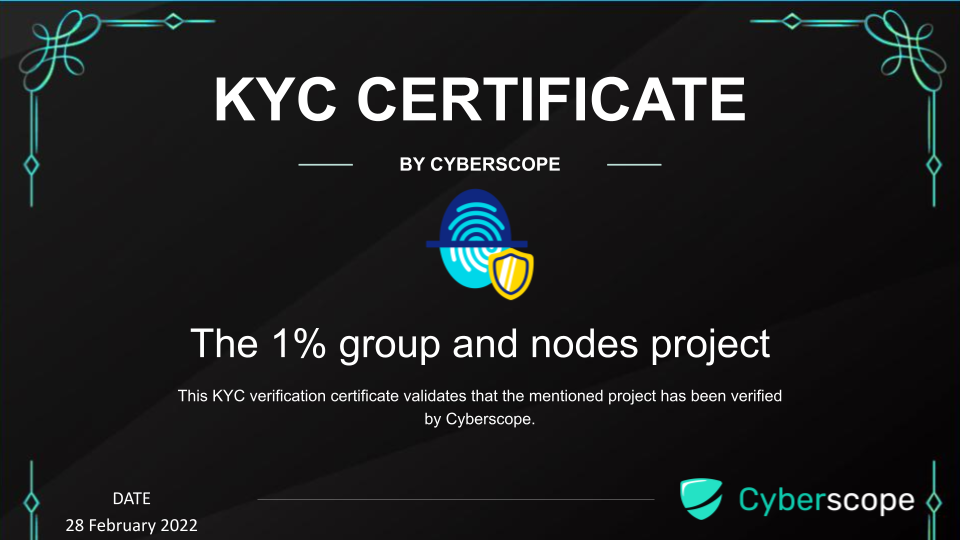 KYC CERTIFICATE
BY CYBERSCOPE
The 1% group and nodes project
This KYC verification certificate validates that the mentioned project has been verified
by Cyberscope.
DATE
28 February 2022
Cyberscope